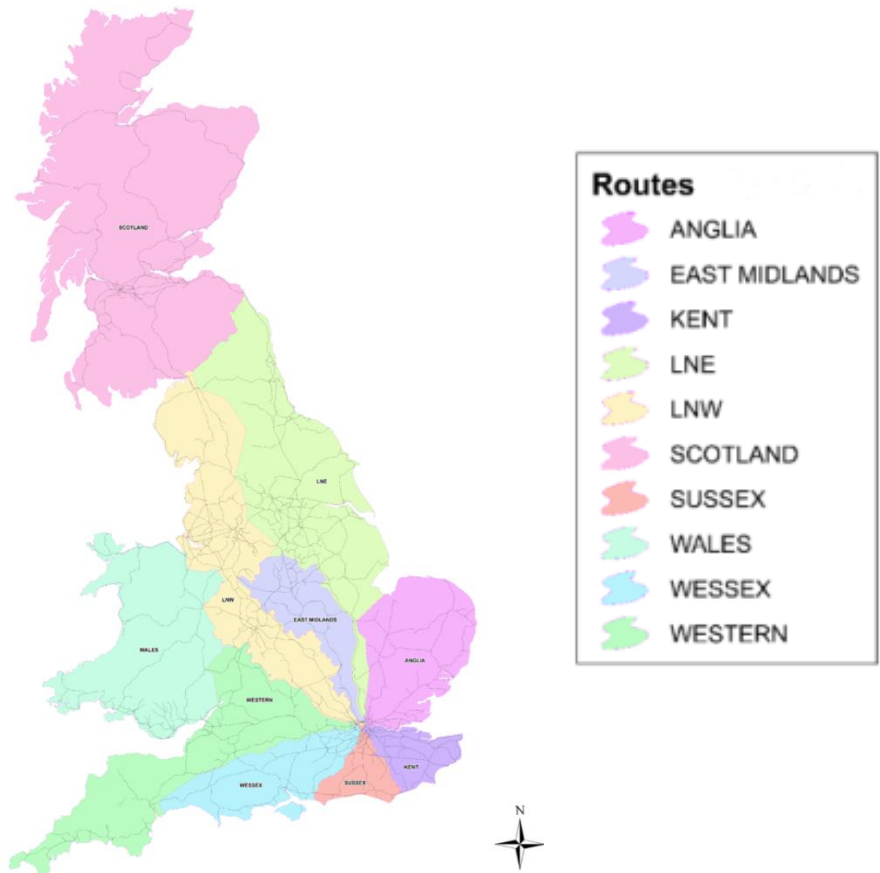 SCOTLAND
LNE
LNW
EAST MIDLANDS
WALES
ANGLIA
WESTERN
KENT
WESSEX
SUSSEX
N
Routes
ANGLIA
EAST MIDLANDS
KENT
LNE
LNW
SCOTLAND
SUSSEX
WALES
WESSEX
WESTERN